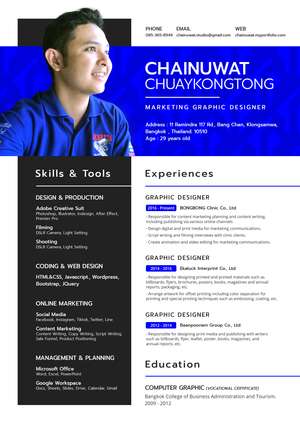 PHONE
EMAIL
WEB
chainuwat.studio@gmail.com
chainuwat.myportfolio.com
CHAINUWAT
CHUAYKONGTONG
MARKETING GRAPHIC DESIGNER
Address : 11 Ramindra 117 Rd., Bang Chen, Klongsamwa,
Bangkok , Thailand 10510
Age : 29 years old
Skills & Tools
DESIGN & PRODUCTION
Adobe Creative Suit
Photoshop, Illustrator, Indesign, After Effect,
Premier Pro
Filming
DSLR Camera, Light Setting
Shooting
DSLR Camera, Light Setting
CODING & WEB DESIGN
HTML&CSS, Javascript, Wordpress,
Bootstrap, JQuery
ONLINE MARKETING
Social Media
Facebook, Instagram, Tiktok, Twitter, Line
Content Marketing
Content Writing, Copy Writing, Script Writing
Sale Funnel, Product Positioning
MANAGEMENT & PLANNING
Microsoft Office
Word, Excel, PowerPoint
Google Workspace
Docs, Sheets, Slides, Drive, Calendar, Gmail
Experiences
GRAPHIC DESIGNER
2016 - Present
BONGBONG Clinic Co., Ltd
- Responsible for content marketing planning and content writing,
including publishing via various online channels.
- Design digital and print media for marketing communications.
- Script writing and filming interviews with clinic clients.
- Create animation and video editing for marketing communications.
GRAPHIC DESIGNER
2014 - 2016
Ekatuck Interprint Co., Ltd
- Responsible for designing printed and printed materials such as
billboards, flyers, brochures, posters, books, magazines and annual
reports, packaging, etc.
- Arrange artwork for offset printing including color separation for
printing and special printing techniques such as embossing, coating, etc.
GRAPHIC DESIGNER
2012 - 2014
Baanpoonern Group Co., Ltd
- Responsible for designing print media and publishing with writers
such as billboards, flyer, leaflet, poster, books, magazines, and
annual reports. etc.
Education
COMPUTER GRAPHIC (VOCATIONAL CERTIFICATE)
Bangkok College of Business Administration and Tourism.
2009 - 2012